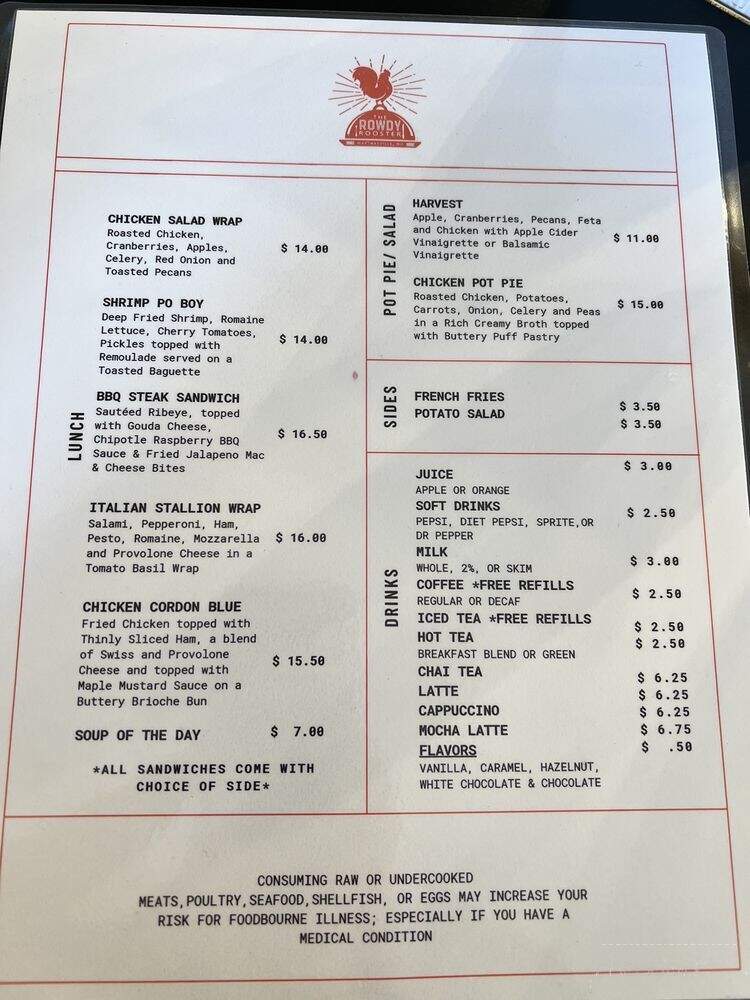 THE
ROWDY
ROOSTER
LUNCH
CHICKEN SALAD WRAP
Roasted Chicken,
Cranberries, Apples,
Celery, Red Onion and
Toasted Pecans
$ 14.00
SHRIMP PO BOY
Deep Fried Shrimp, Romaine
Lettuce, Cherry Tomatoes,
Pickles topped with
Remoulade served on a
Toasted Baguette
$ 14.00
BBQ STEAK SANDWICH
Sautéed Ribeye, topped
with Gouda Cheese,
Chipotle Raspberry BBQ
Sauce & Fried Jalapeno Mac
& Cheese Bites
$ 16.50
ITALIAN STALLION WRAP
Salami, Pepperoni, Ham,
Pesto, Romaine, Mozzarella
and Provolone Cheese in a
Tomato Basil Wrap
$ 16.00
CHICKEN CORDON BLUE
Fried Chicken topped with
Thinly Sliced Ham, a blend
of Swiss and Provolone
Cheese and topped with
Maple Mustard Sauce on a
Buttery Brioche Bun
$ 15.50
SOUP OF THE DAY $ 7.00
*ALL SANDWICHES COME WITH
CHOICE OF SIDE*
POT PIE/ SALAD
HARVEST
Apple, Cranberries, Pecans, Feta
and Chicken with Apple Cider
Vinaigrette or Balsamic
Vinaigrette
$ 11.00
CHICKEN POT PIE
Roasted Chicken, Potatoes,
Carrots, Onion, Celery and Peas
in a Rich Creamy Broth topped
with Buttery Puff Pastry
$ 15.00
SIDES
FRENCH FRIES $ 3.50
POTATO SALAD $ 3.50
DRINKS
JUICE $ 3.00
APPLE OR ORANGE
SOFT DRINKS $ 2.50
PEPSI, DIET PEPSI, SPRITE,OR
DR PEPPER
MILK $ 3.00
WHOLE, 2%, OR SKIM
COFFEE *FREE REFILLS $ 2.50
REGULAR OR DECAF
ICED TEA *FREE REFILLS $ 2.50
HOT TEA $ 2.50
BREAKFAST BLEND OR GREEN
CHAI TEA $ 6.25
LATTE $ 6.25
CAPPUCCINO $ 6.25
MOCHA LATTE $ 6.75
FLAVORS $ .50
VANILLA, CARAMEL, HAZELNUT,
WHITE CHOCOLATE & CHOCOLATE
CONSUMING RAW OR UNDERCOOKED
MEATS,POULTRY,SEAFOOD,SHELLFISH, OR EGGS MAY INCREASE YOUR
RISK FOR FOODBOURNE ILLNESS; ESPECIALLY IF YOU HAVE A
MEDICAL CONDITION